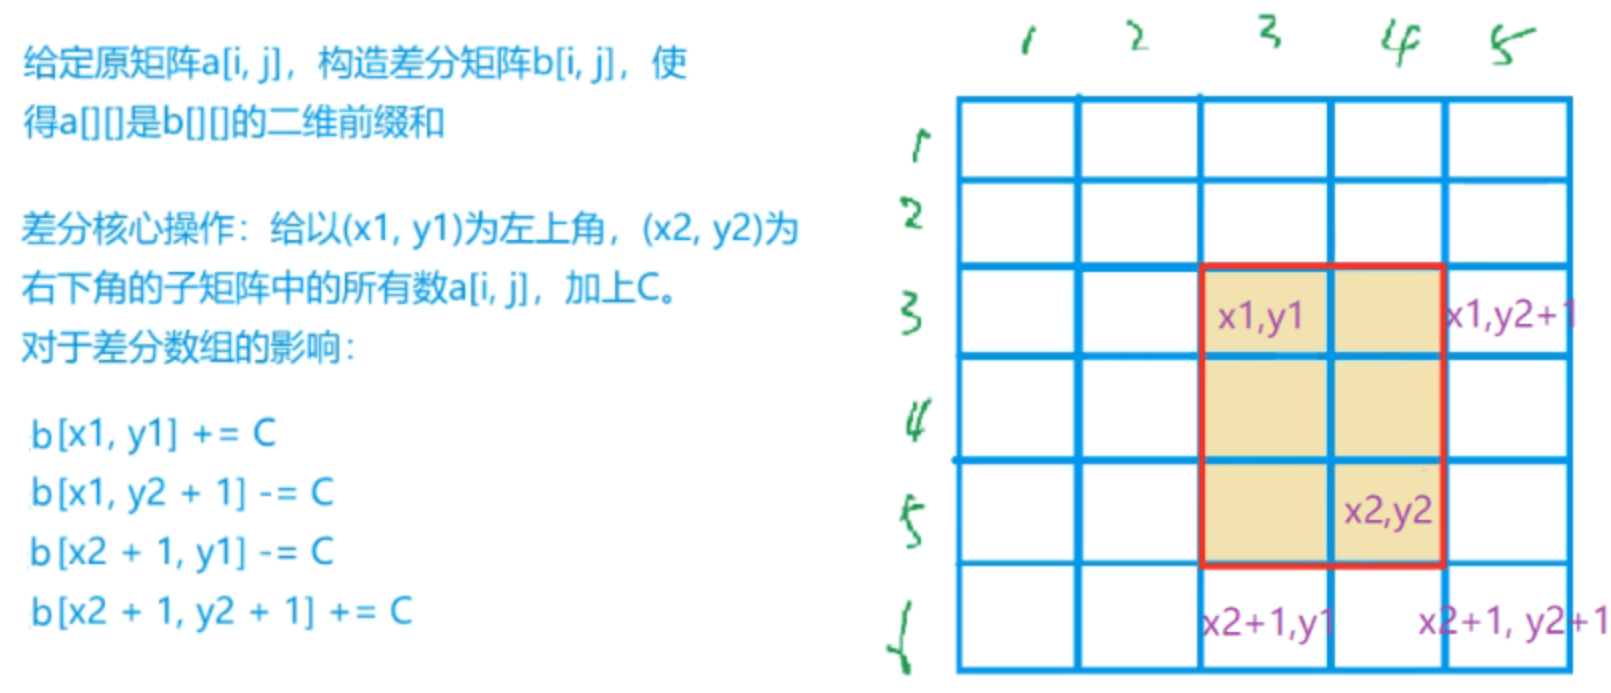 给定原矩阵a[i, j]，构造差分矩阵b[i, j]，使
得a[][]是b[][]的二维前缀和
差分核心操作：给以(x1, y1)为左上角，(x2, y2)为
右下角的子矩阵中的所有数a[i, j]，加上C。
对于差分数组的影响：
b[x1, y1] += C
b[x1, y2 + 1] -= C
b[x2 + 1, y1] -= C
b[x2 + 1, y2 + 1] += C
1 2 3 4 5
1
2
3
x1,y1 x1,y2+1
4
5
x2,y2
x2+1,y1 x2+1, y2+1